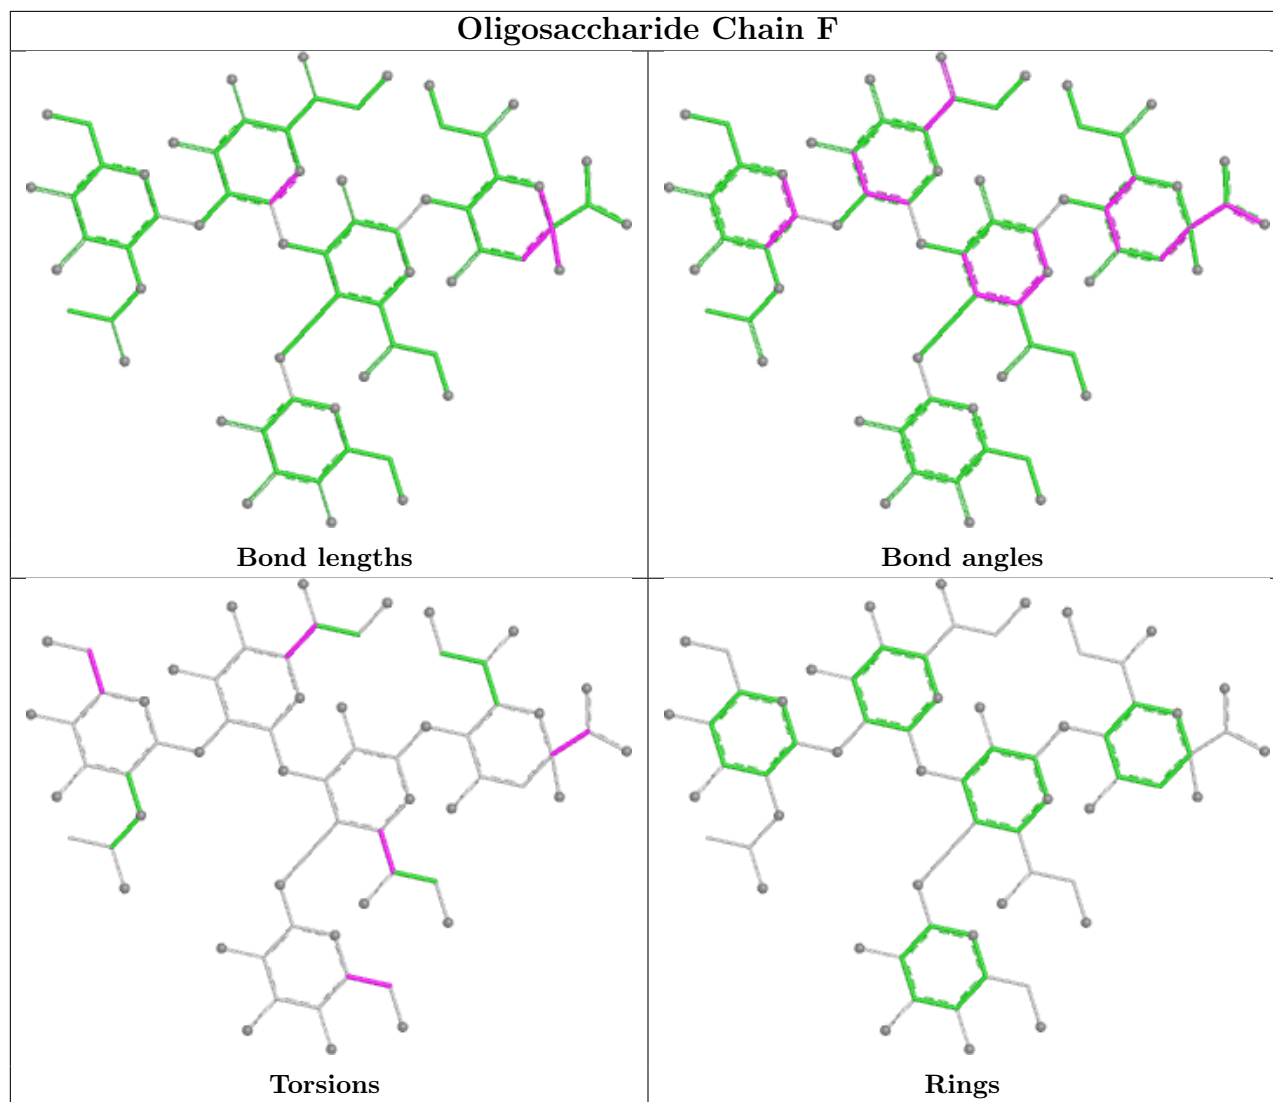 Oligosaccharide Chain F
Bond lengths
Bond angles
Torsions
Rings